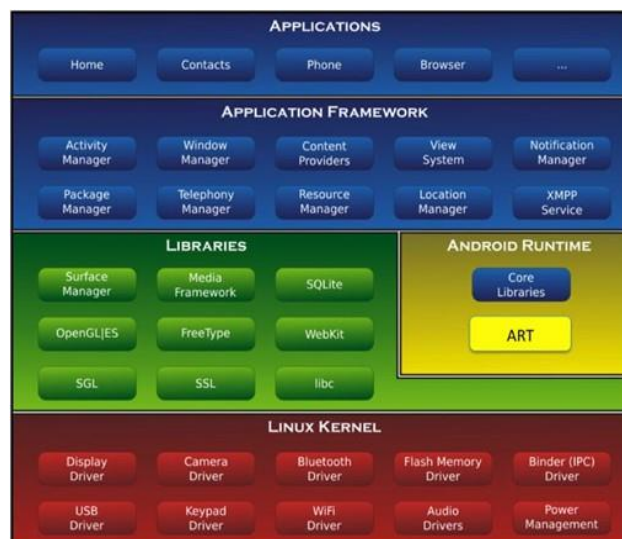 APPLICATIONS
Home Contacts Phone Browser ...
APPLICATION FRAMEWORK
Activity Manager Window Manager Content Providers View System Notification Manager
Package Manager Telephony Manager Resource Manager Location Manager XMPP Service
LIBRARIES
Surface Manager Media Framework SQLite
OpenGL|ES FreeType WebKit
SGL SSL libc
ANDROID RUNTIME
Core Libraries
ART
LINUX KERNEL
Display Driver Camera Driver Bluetooth Driver Flash Memory Driver Binder (IPC) Driver
USB Driver Keypad Driver WiFi Driver Audio Drivers Power Management